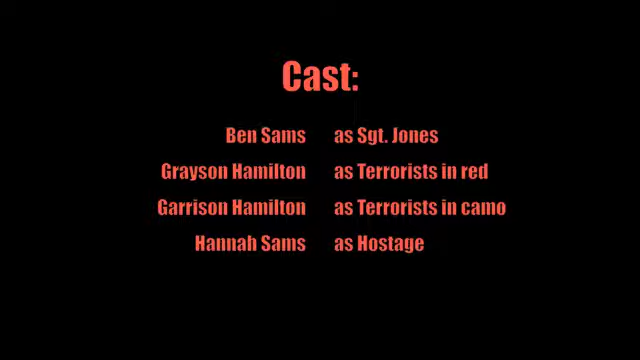 Cast:
Ben Sams as Sgt. Jones
Grayson Hamilton as Terrorists in red
Garrison Hamilton as Terrorists in camo
Hannah Sams as Hostage